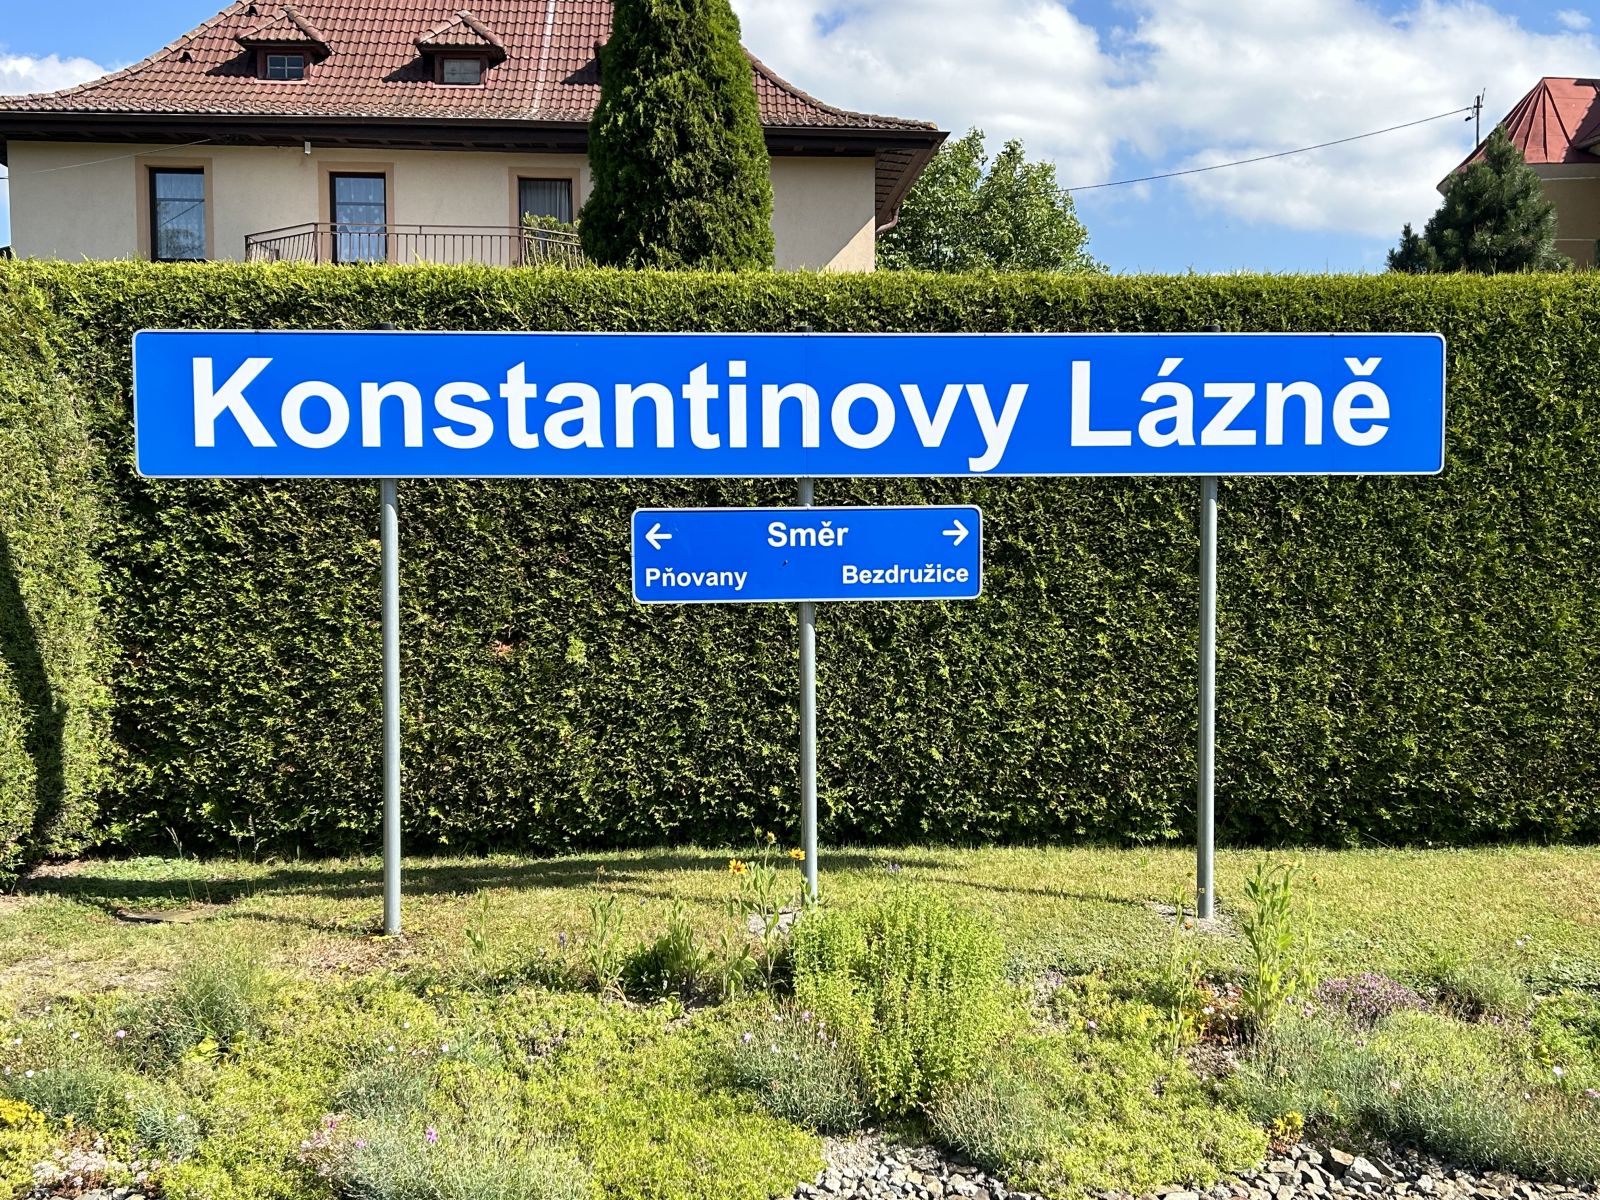 Konstantinovy Lázně
← Směr →
Pňovany Bezdružice